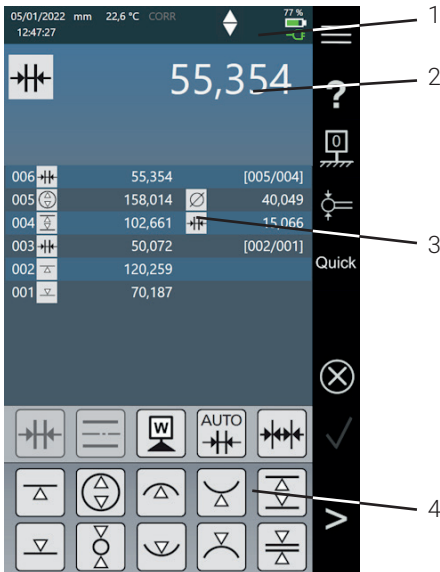 05/01/2022 mm 22,6 °C CORR 77 %
12:47:27
1
55,354
2
?
0
006 55,354 [005/004]
005 158,014 40,049
004 102,661 15,066
003 50,072 [002/001]
002 120,259
001 70,187
3
Quick
W
AUTO
4
>